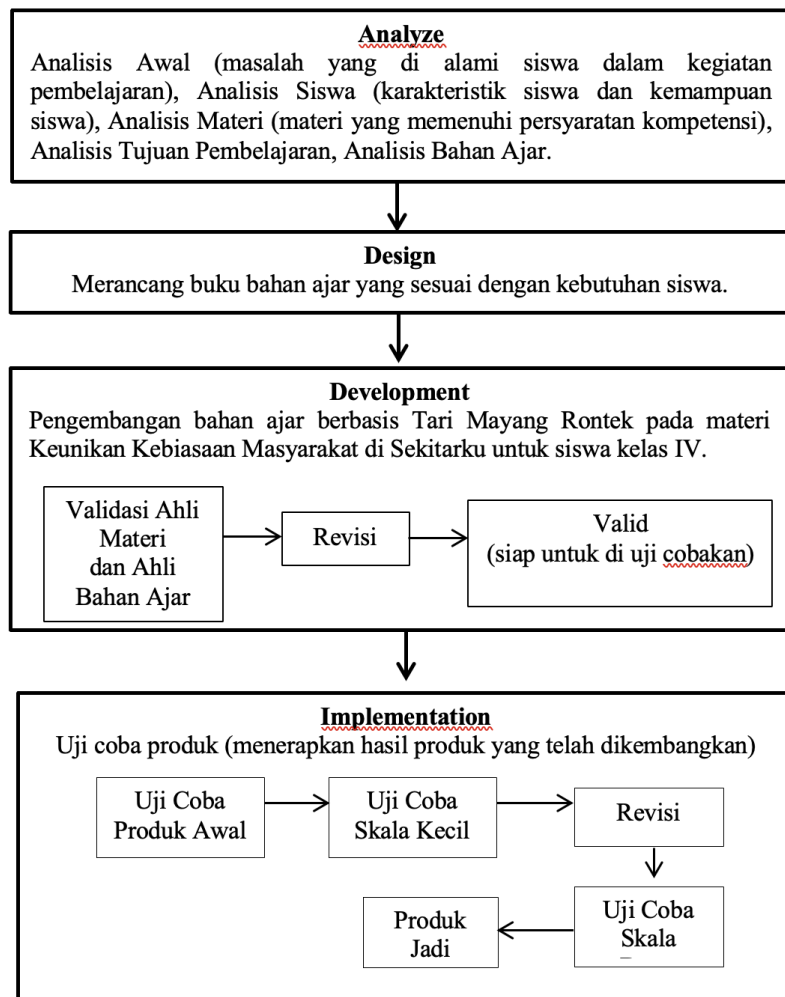 Analyze
Analisis Awal (masalah yang di alami siswa dalam kegiatan
pembelajaran), Analisis Siswa (karakteristik siswa dan kemampuan
siswa), Analisis Materi (materi yang memenuhi persyaratan kompetensi),
Analisis Tujuan Pembelajaran, Analisis Bahan Ajar.
Design
Merancang buku bahan ajar yang sesuai dengan kebutuhan siswa.
Development
Pengembangan bahan ajar berbasis Tari Mayang Rontek pada materi
Keunikan Kebiasaan Masyarakat di Sekitarku untuk siswa kelas IV.
Validasi Ahli
Materi
dan Ahli
Bahan Ajar
Revisi
Valid
(siap untuk di uji cobakan)
Implementation
Uji coba produk (menerapkan hasil produk yang telah dikembangkan)
Uji Coba
Produk Awal
Uji Coba
Skala Kecil
Revisi
Uji Coba
Skala
Produk
Jadi